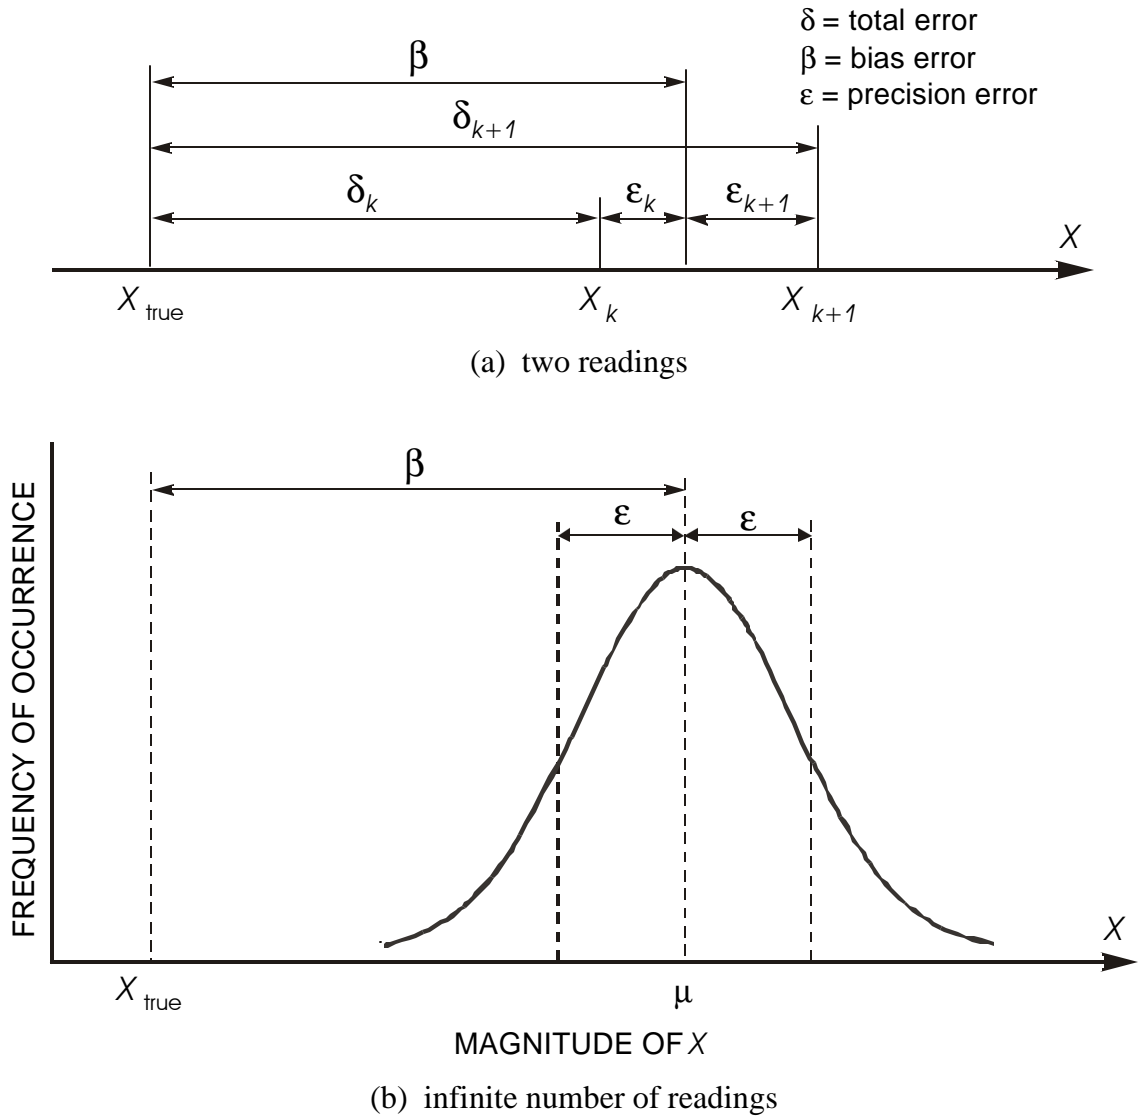 δ = total error
β = bias error
ε = precision error
β
δk+1
δk
εk
εk+1
X
Xtrue
Xk
Xk+1
(a) two readings
β
ε
ε
FREQUENCY OF OCCURRENCE
X
Xtrue
μ
MAGNITUDE OF X
(b) infinite number of readings